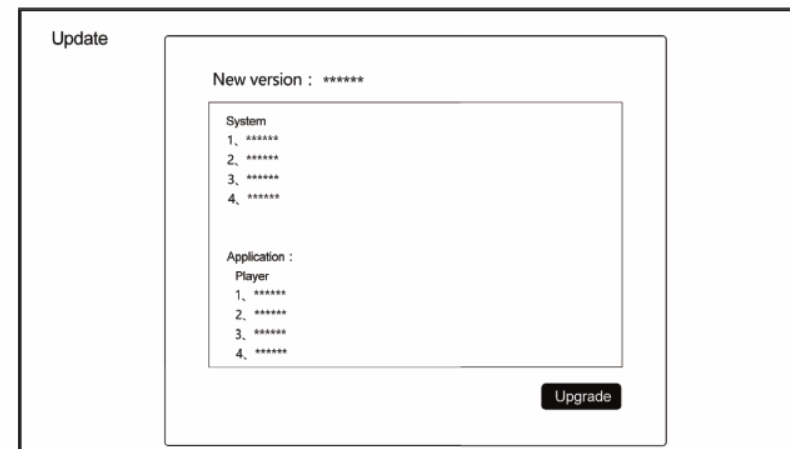 Update
New version： ******
System
1、******
2、******
3、******
4、******
Application：
Player
1、******
2、******
3、******
4、******
Upgrade